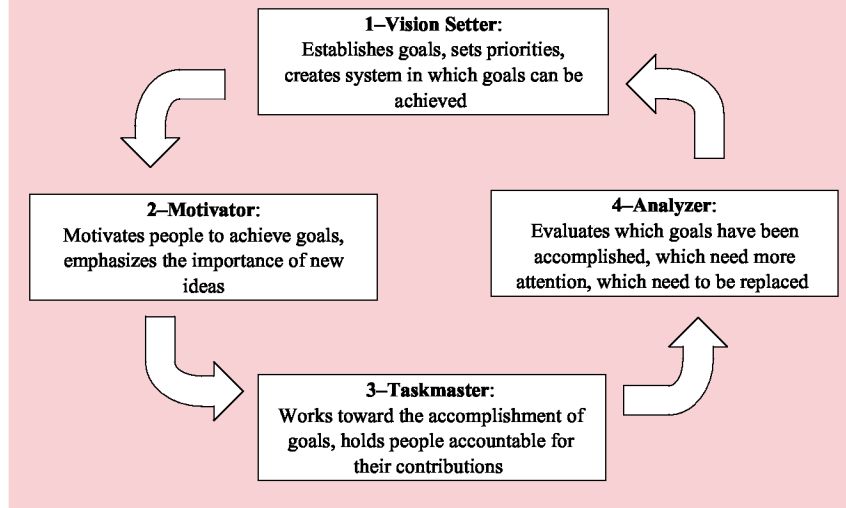 1–Vision Setter:
Establishes goals, sets priorities,
creates system in which goals can be
achieved
2–Motivator:
Motivates people to achieve goals,
emphasizes the importance of new
ideas
3–Taskmaster:
Works toward the accomplishment of
goals, holds people accountable for
their contributions
4–Analyzer:
Evaluates which goals have been
accomplished, which need more
attention, which need to be replaced